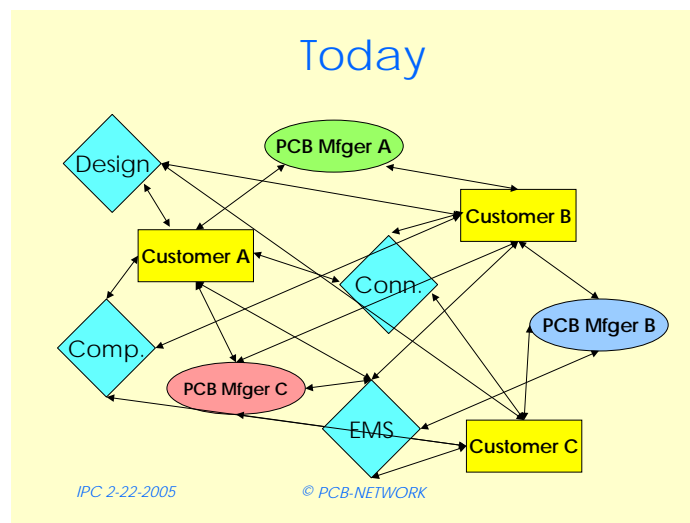 Today
PCB Mfger A
Design
Customer B
Customer A
Conn.
PCB Mfger B
Comp.
PCB Mfger C
EMS
Customer C
IPC 2-22-2005
© PCB-NETWORK